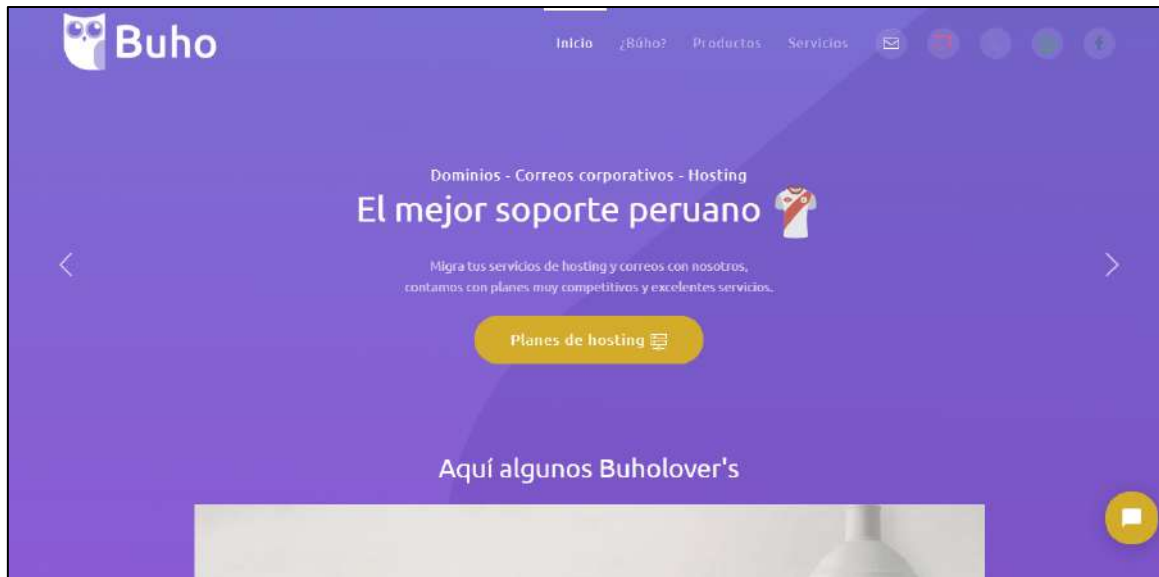 Buho
Inicio ¿Búho? Productos Servicios
Dominios - Correos corporativos - Hosting
El mejor soporte peruano
Migra tus servicios de hosting y correos con nosotros,
contamos con planes muy competitivos y excelentes servicios.
Planes de hosting
Aquí algunos Buholover's